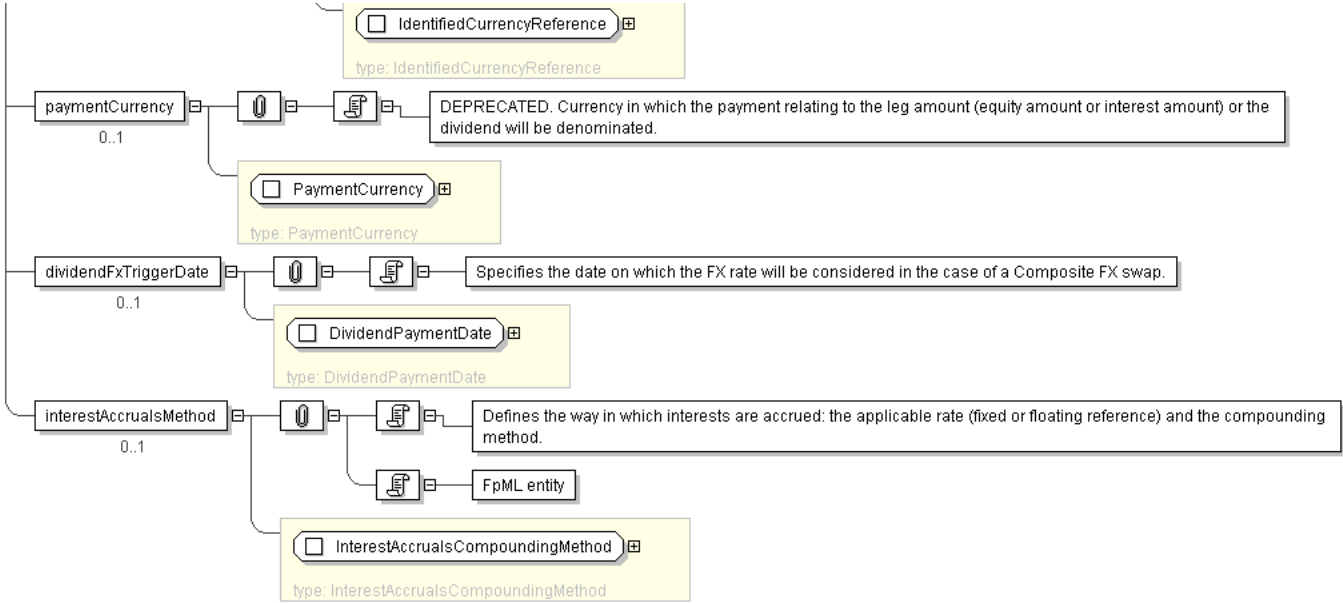 IdentifiedCurrencyReference
type: IdentifiedCurrencyReference
paymentCurrency
0..1
DEPRECATED. Currency in which the payment relating to the leg amount (equity amount or interest amount) or the
dividend will be denominated.
PaymentCurrency
type: PaymentCurrency
dividendFxTriggerDate
0..1
Specifies the date on which the FX rate will be considered in the case of a Composite FX swap.
DividendPaymentDate
type: DividendPaymentDate
interestAccrualsMethod
0..1
Defines the way in which interests are accrued: the applicable rate (fixed or floating reference) and the compounding
method.
FpML entity
InterestAccrualsCompoundingMethod
type: InterestAccrualsCompoundingMethod